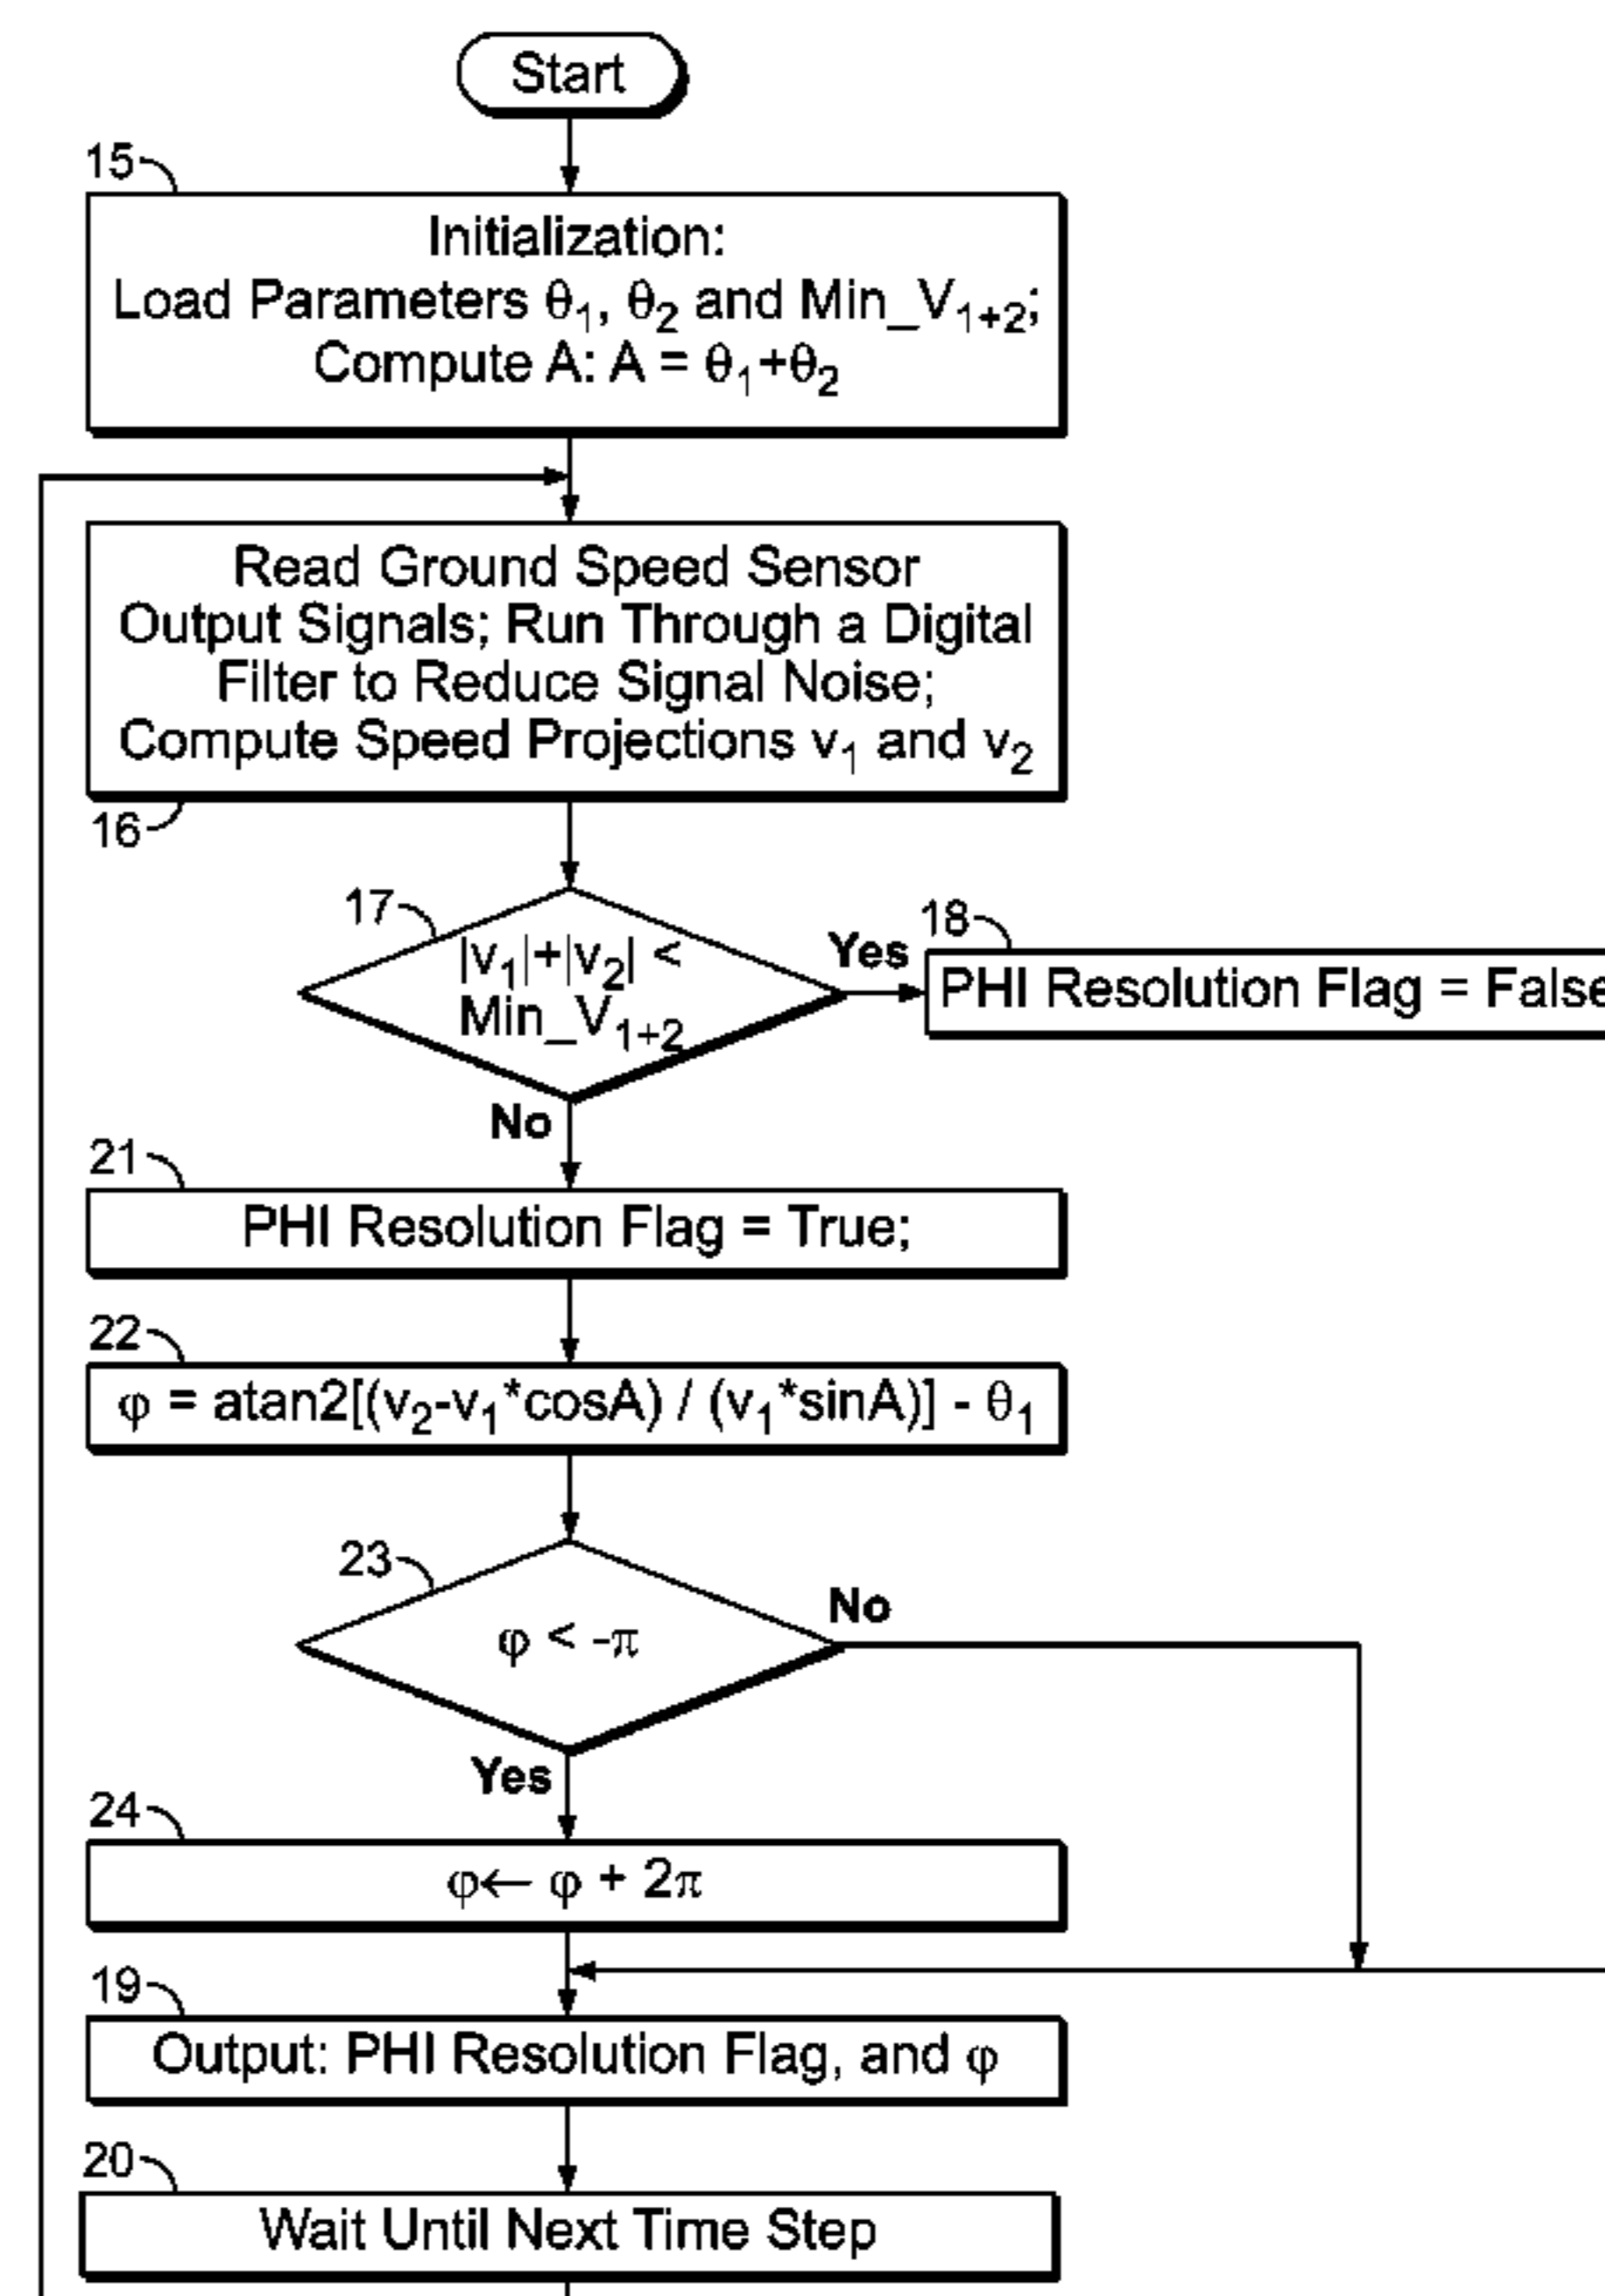 Start
15
Initialization:
Load Parameters θ₁, θ₂ and Min_V₁₊₂;
Compute A: A = θ₁+θ₂
Read Ground Speed Sensor
Output Signals; Run Through a Digital
Filter to Reduce Signal Noise;
Compute Speed Projections v₁ and v₂
16
17
|v₁|+|v₂| <
Min_V₁₊₂
Yes
18
PHI Resolution Flag = False
No
21
PHI Resolution Flag = True;
22
φ = atan2[(v₂-v₁*cosA) / (v₁*sinA)] - θ₁
23
φ < -π
No
Yes
24
φ← φ + 2π
19
Output: PHI Resolution Flag, and φ
20
Wait Until Next Time Step